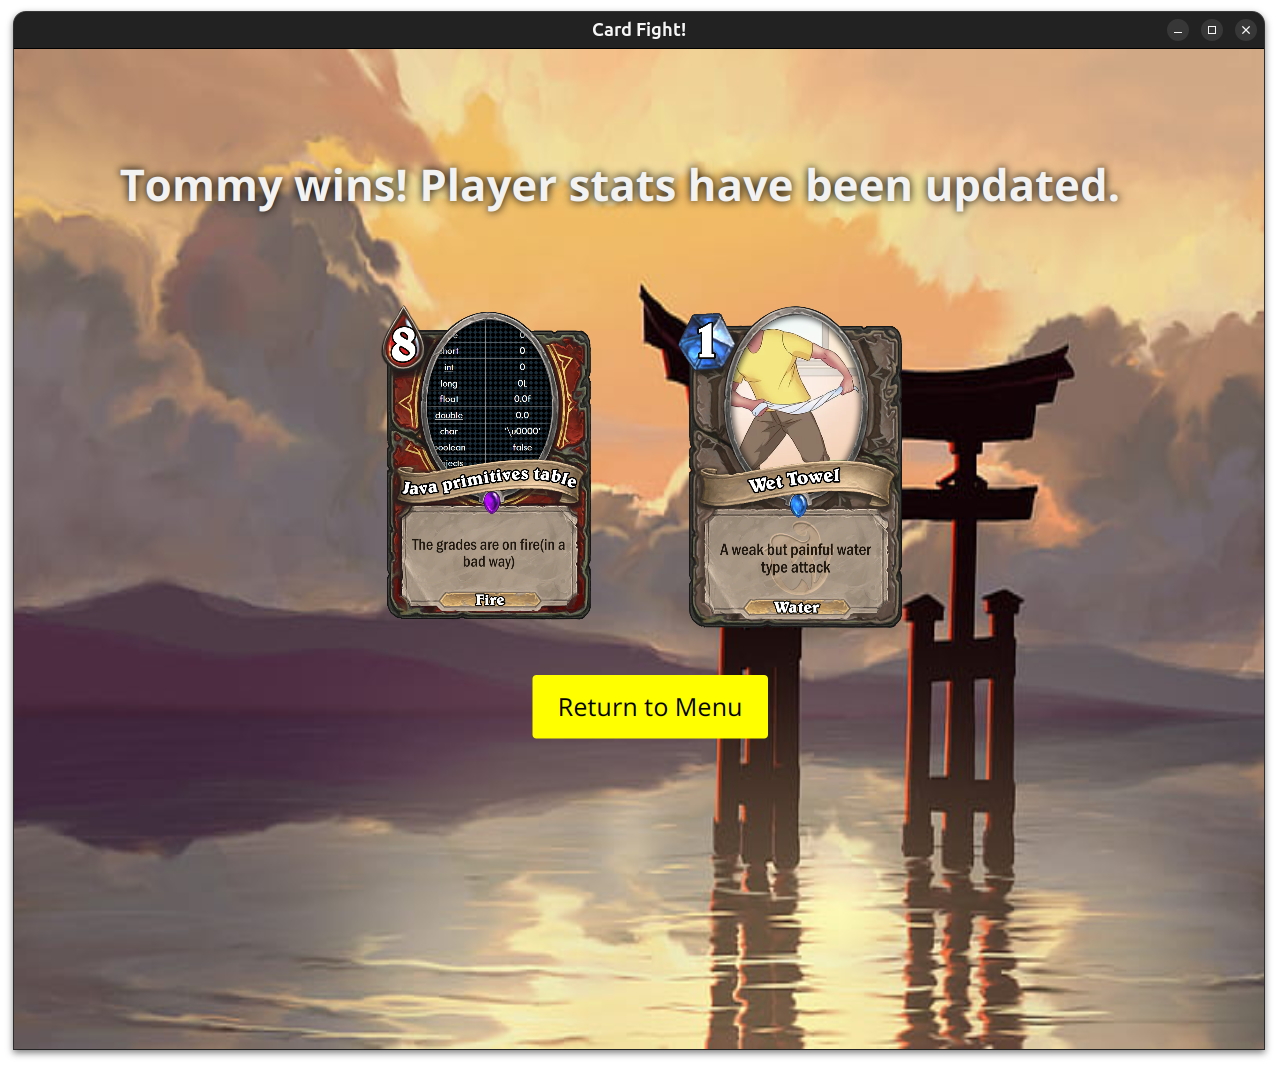 Card Fight!
Tommy wins! Player stats have been updated.
8
0
short 0
int 0
long 0L
float 0.0f
double 0.0
char '\u0000'
boolean false
Java primitives table
The grades are on fire(in a
bad way)
Fire
1
Wet Towel
A weak but painful water
type attack
Water
Return to Menu